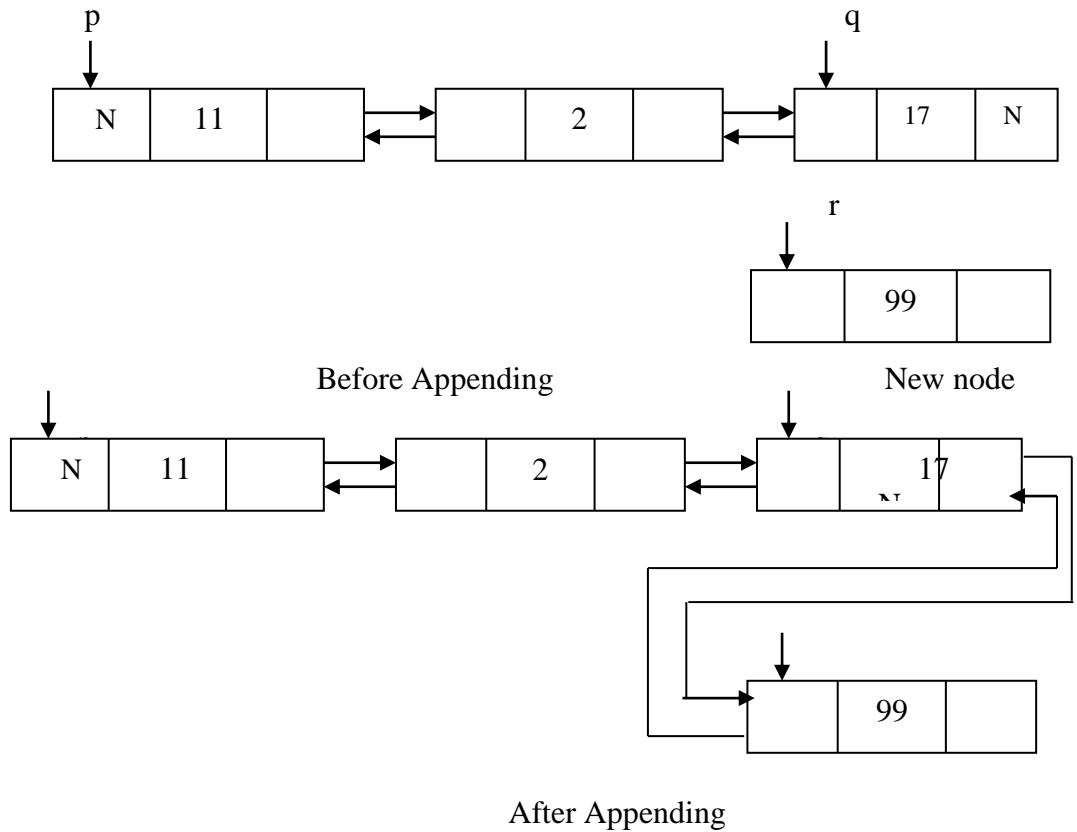 p q
N 11 2 17 N
r
99
Before Appending New node
N 11 2 17
N
99
After Appending